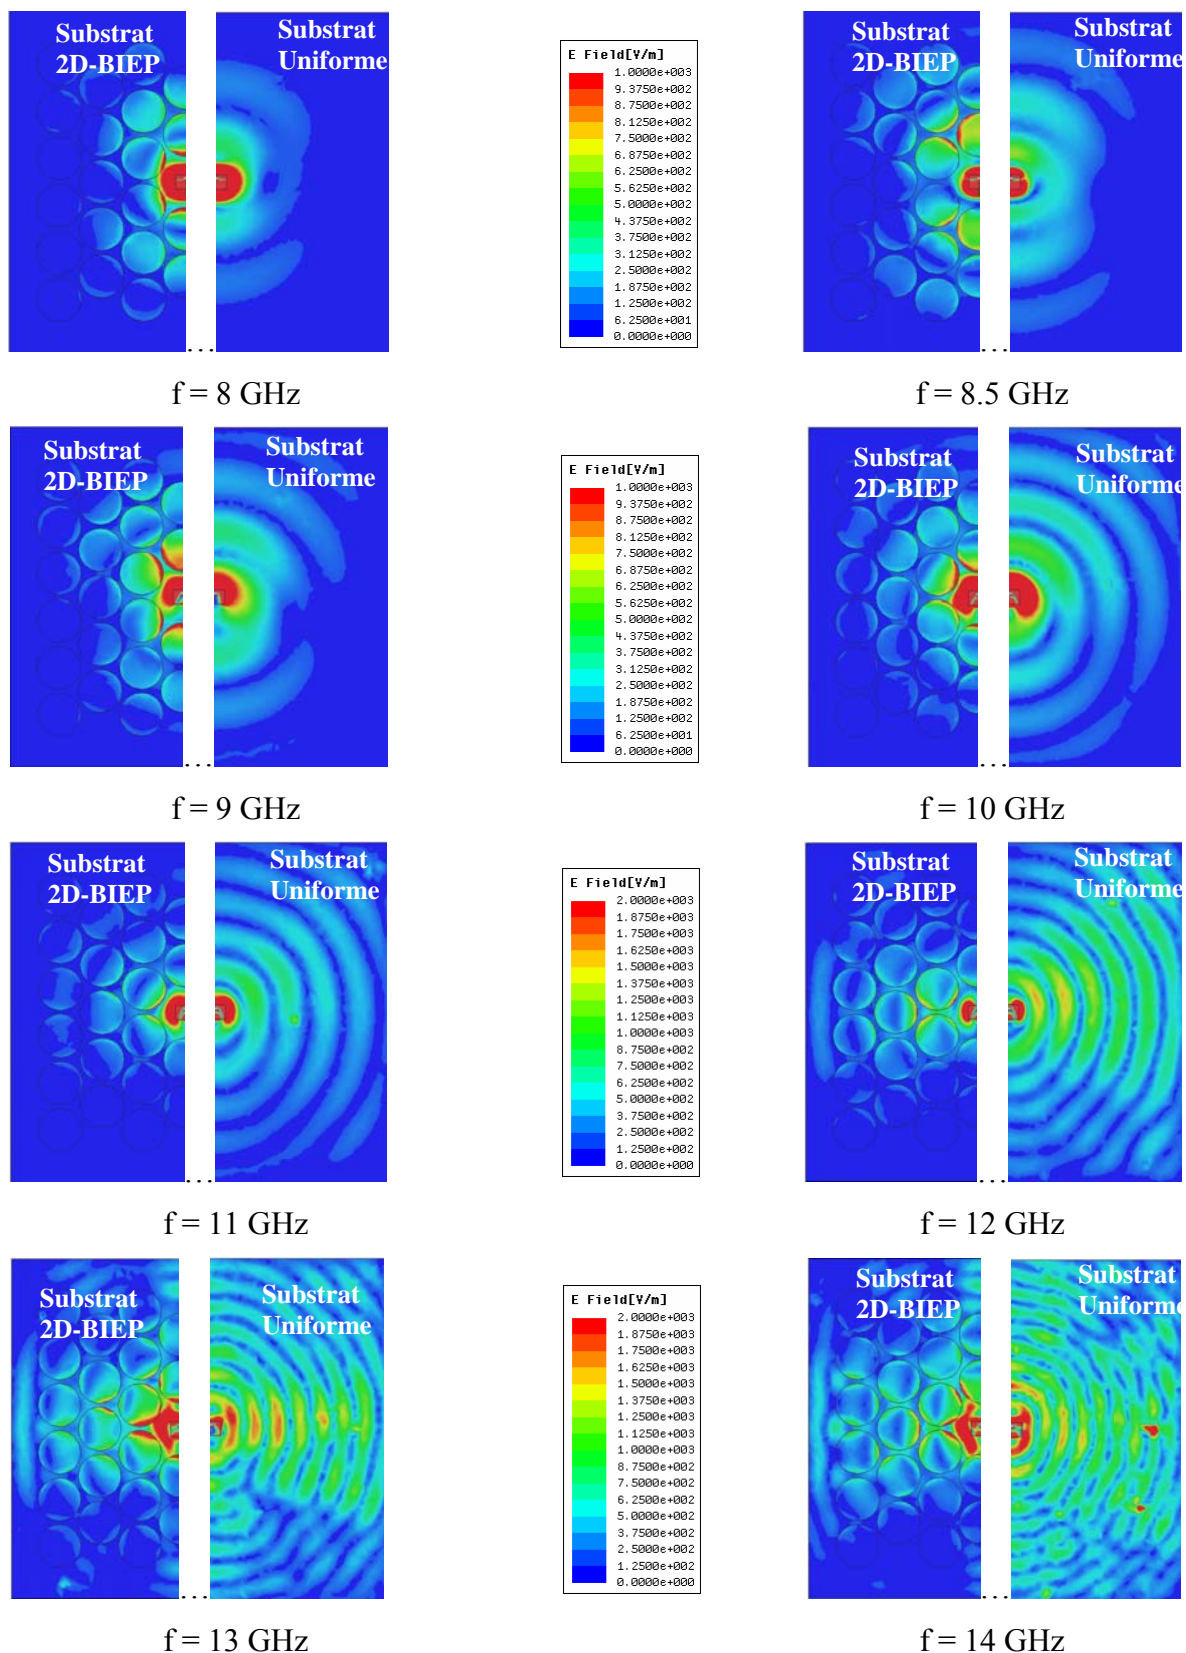 Substrat
2D-BIEP
Substrat
Uniforme
E Field[V/m]
1.0000e+003
9.3750e+002
8.7500e+002
8.1250e+002
7.5000e+002
6.8750e+002
6.2500e+002
5.6250e+002
5.0000e+002
4.3750e+002
3.7500e+002
3.1250e+002
2.5000e+002
1.8750e+002
1.2500e+002
6.2500e+001
0.0000e+000
Substrat
2D-BIEP
Substrat
Uniforme
...
...
f = 8 GHz
f = 8.5 GHz
Substrat
2D-BIEP
Substrat
Uniforme
E Field[V/m]
1.0000e+003
9.3750e+002
8.7500e+002
8.1250e+002
7.5000e+002
6.8750e+002
6.2500e+002
5.6250e+002
5.0000e+002
4.3750e+002
3.7500e+002
3.1250e+002
2.5000e+002
1.8750e+002
1.2500e+002
6.2500e+001
0.0000e+000
Substrat
2D-BIEP
Substrat
Uniforme
...
...
f = 9 GHz
f = 10 GHz
Substrat
2D-BIEP
Substrat
Uniforme
E Field[V/m]
2.0000e+003
1.8750e+003
1.7500e+003
1.6250e+003
1.5000e+003
1.3750e+003
1.2500e+003
1.1250e+003
1.0000e+003
8.7500e+002
7.5000e+002
6.2500e+002
5.0000e+002
3.7500e+002
2.5000e+002
1.2500e+002
0.0000e+000
Substrat
2D-BIEP
Substrat
Uniforme
...
...
f = 11 GHz
f = 12 GHz
Substrat
2D-BIEP
Substrat
Uniforme
E Field[V/m]
2.0000e+003
1.8750e+003
1.7500e+003
1.6250e+003
1.5000e+003
1.3750e+003
1.2500e+003
1.1250e+003
1.0000e+003
8.7500e+002
7.5000e+002
6.2500e+002
5.0000e+002
3.7500e+002
2.5000e+002
1.2500e+002
0.0000e+000
Substrat
2D-BIEP
Substrat
Uniforme
...
...
f = 13 GHz
f = 14 GHz